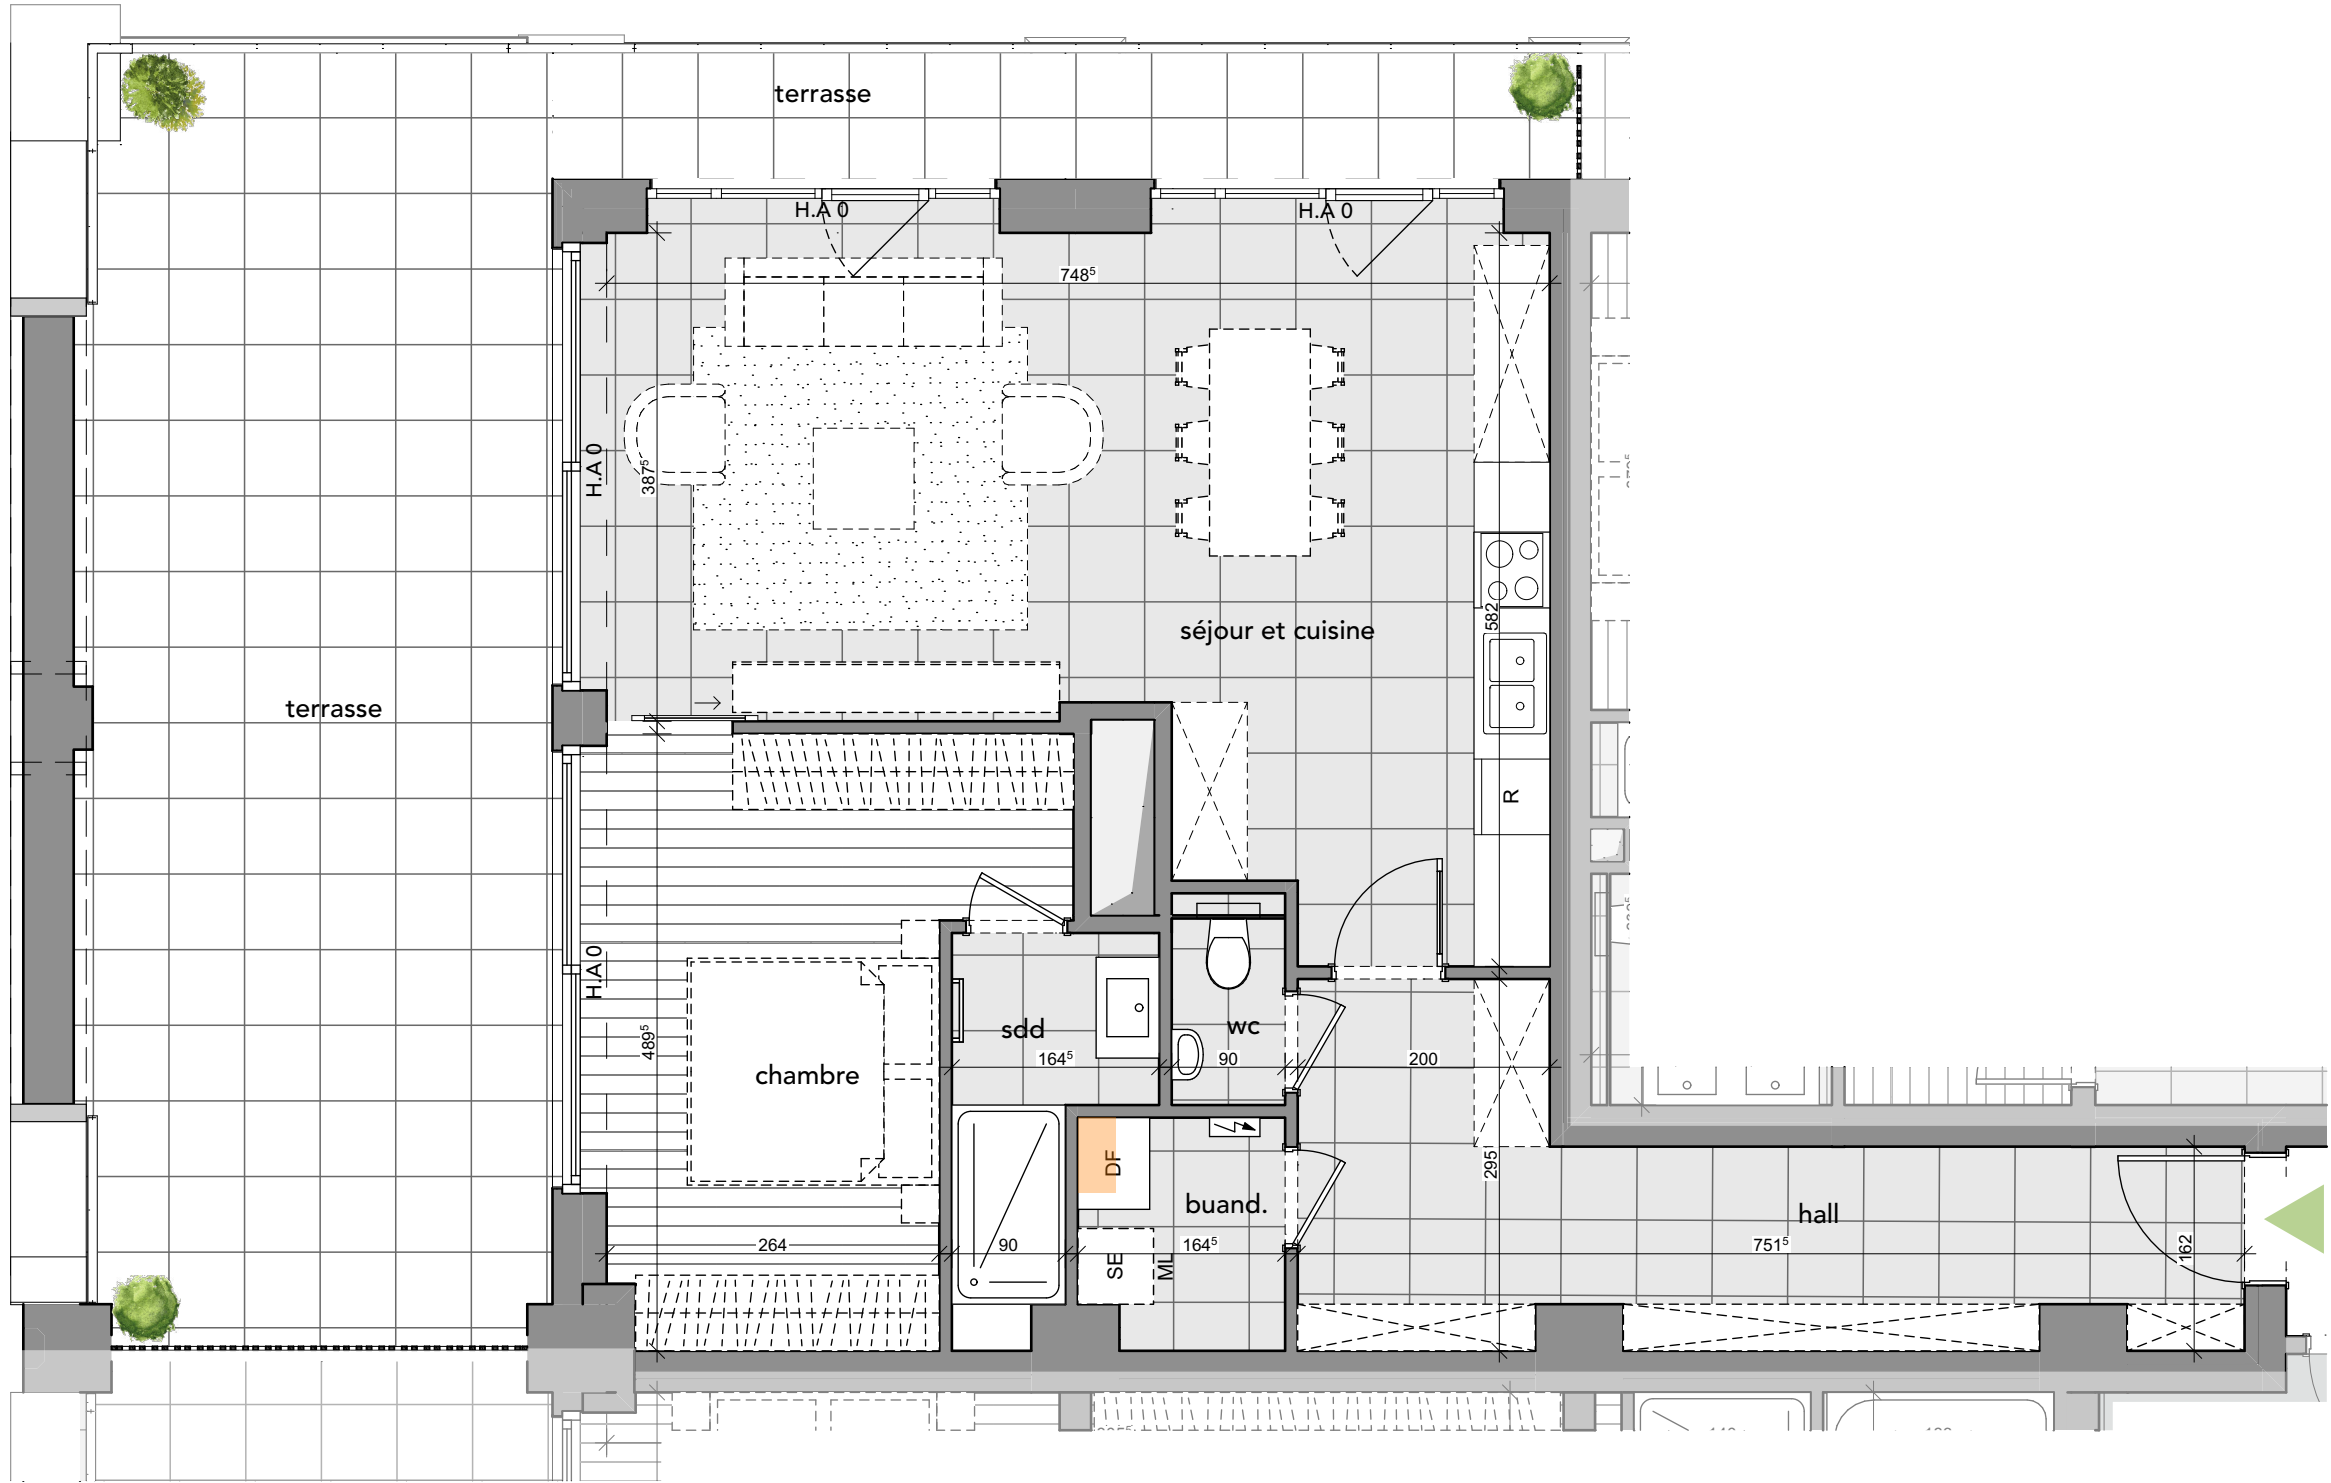 terrasse
H.A 0
H.A 0
748⁵
H.A 0
387⁵
582
séjour et cuisine
terrasse
R
H.A 0
489⁵
sdd
wc
164⁵
90
200
chambre
DF
295
buand.
hall
264
90
164⁵
751⁵
162
SE
ML